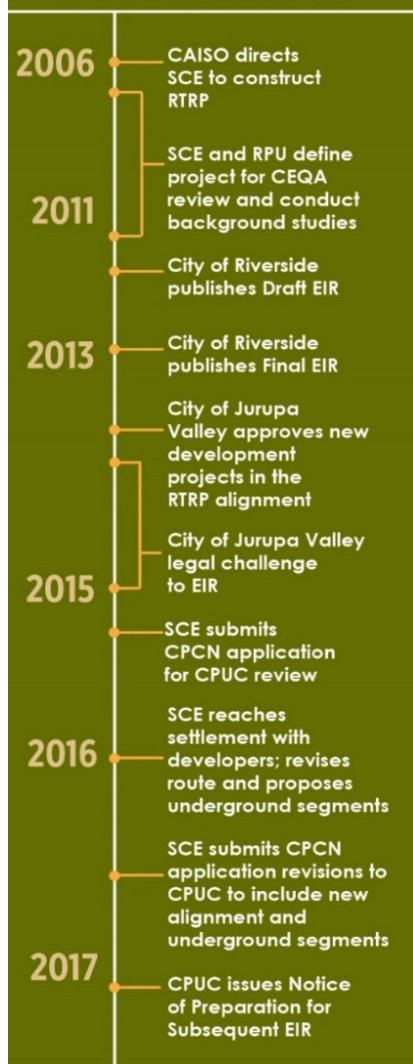 2006
CAISO directs
SCE to construct
RTRP
SCE and RPU define
project for CEQA
review and conduct
background studies
2011
City of Riverside
publishes Draft EIR
2013
City of Riverside
publishes Final EIR
City of Jurupa
Valley approves new
development
projects in the
RTRP alignment
City of Jurupa Valley
legal challenge
to EIR
2015
SCE submits
CPCN application
for CPUC review
2016
SCE reaches
settlement with
developers; revises
route and proposes
underground segments
SCE submits CPCN
application revisions to
CPUC to include new
alignment and
underground segments
2017
CPUC issues Notice
of Preparation for
Subsequent EIR